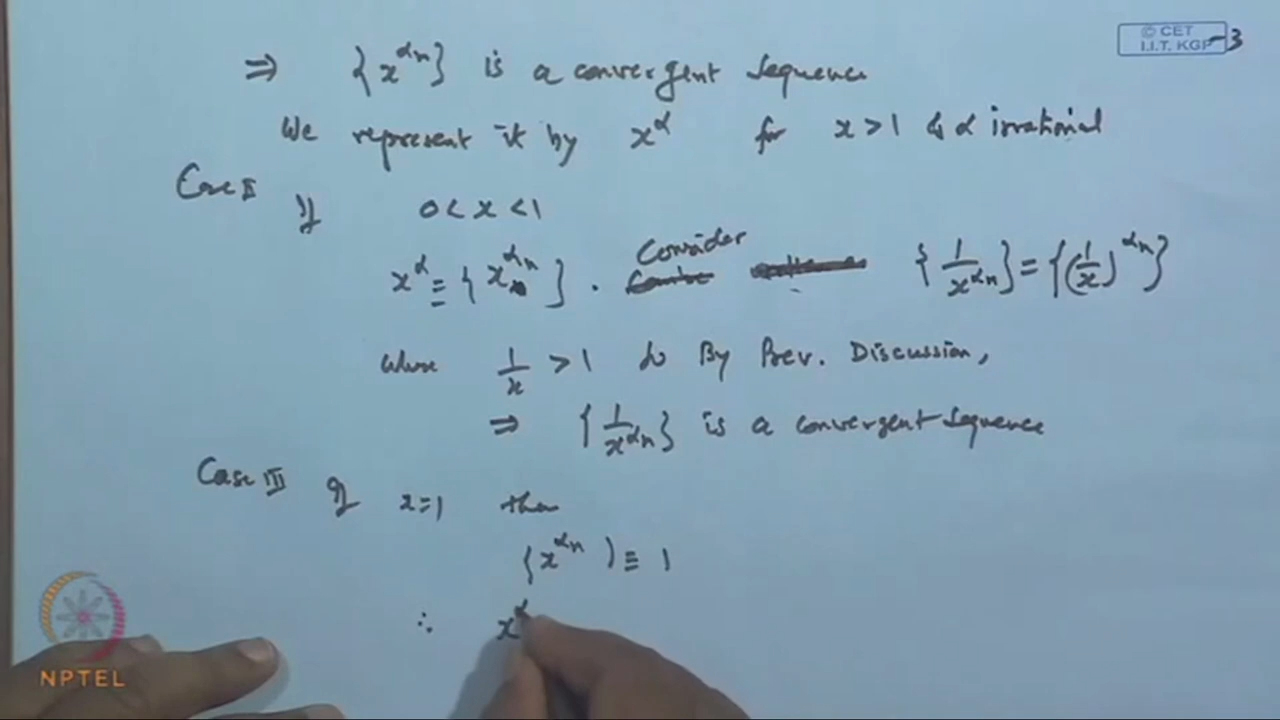 © CET
I.I.T. KGP -3
⇒ {x^{αn}} is a convergent sequence
We represent it by x^α for x > 1 & α irrational
Case II If 0 < x < 1
x^α ≡ {x^{αn}}. Consider {1/x^{αn}} = {(1/x)^{αn}}
where 1/x > 1 so By Prev. Discussion,
⇒ {1/x^{αn}} is a convergent sequence
Case III If x=1 then
{x^{αn}} ≡ 1
∴ x^α
NPTEL